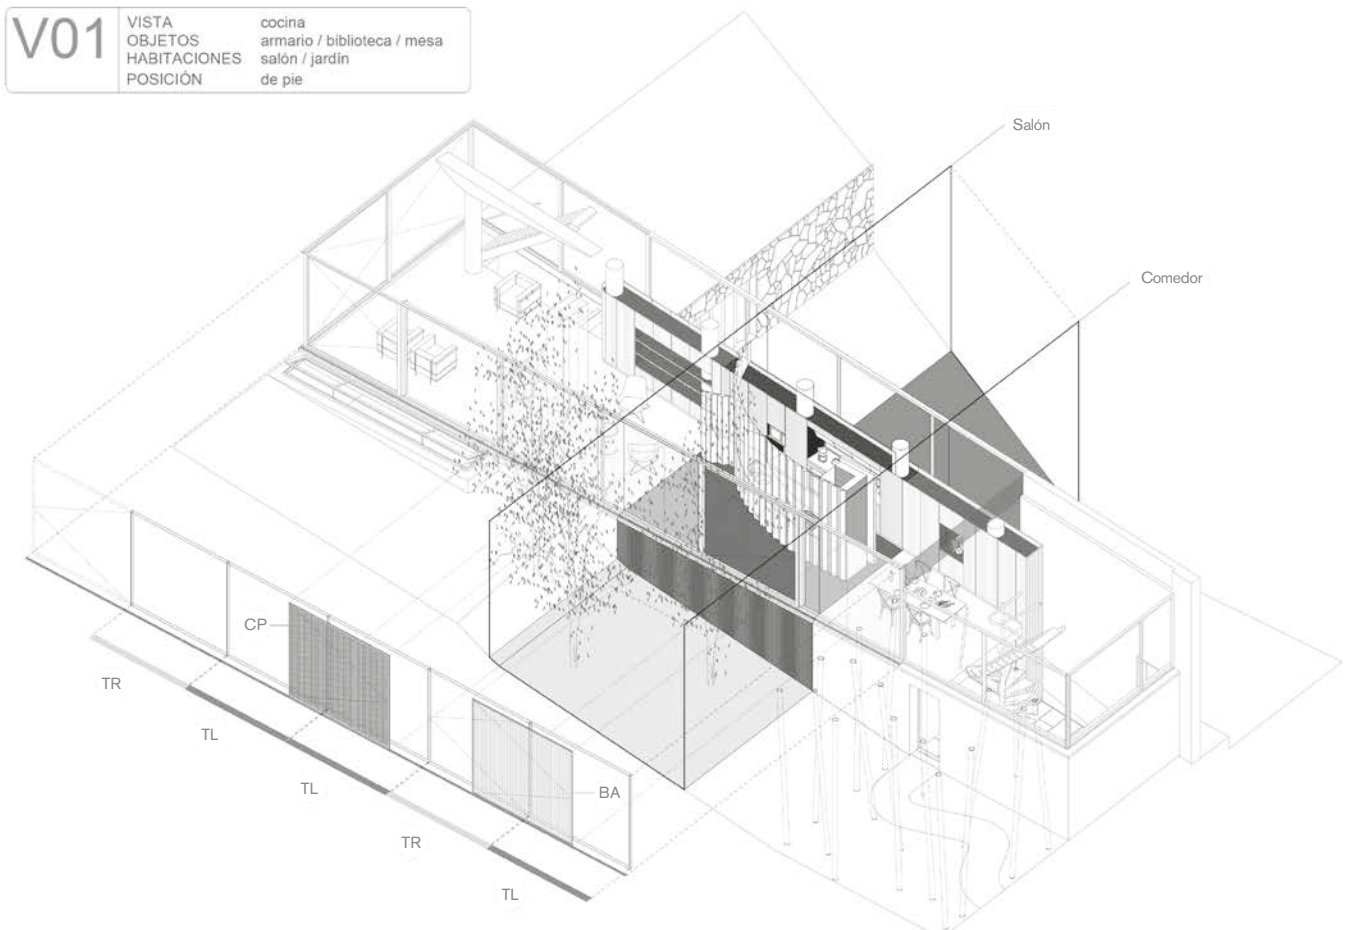 V01
VISTA cocina
OBJETOS armario / biblioteca / mesa
HABITACIONES salón / jardín
POSICIÓN de pie
Salón
Comedor
CP
TR
TL
TL
BA
TR
TL